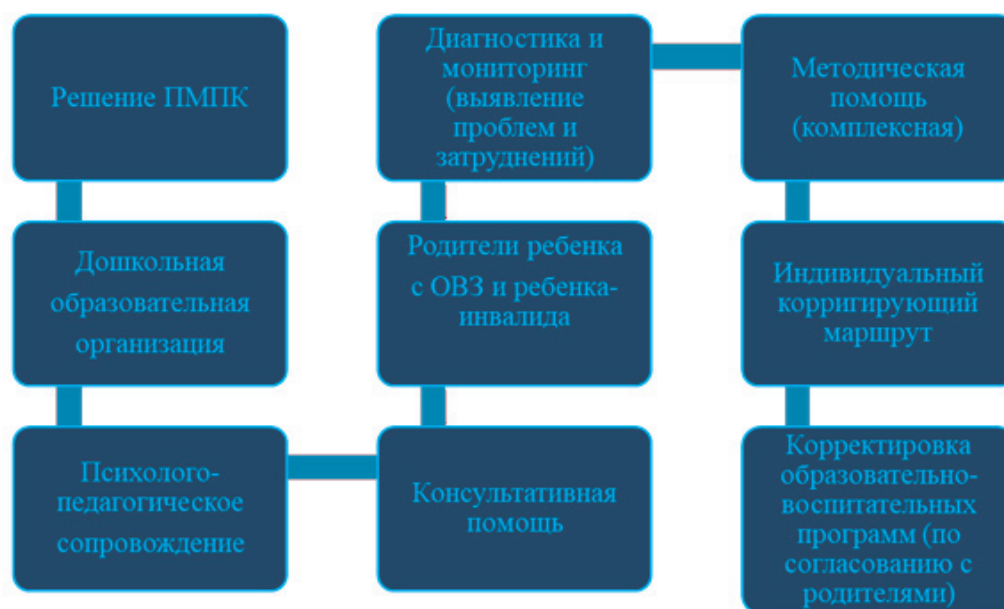 Решение ПМПК
Дошкольная
образовательная
организация
Психолого-
педагогическое
сопровождение
Консультативная
помощь
Родители ребенка
с ОВЗ и ребенка-
инвалида
Диагностика и
мониторинг
(выявление
проблем и
затруднений)
Методическая
помощь
(комплексная)
Индивидуальный
корригирующий
маршрут
Корректировка
образовательно-
воспитательных
программ (по
согласованию с
родителями)